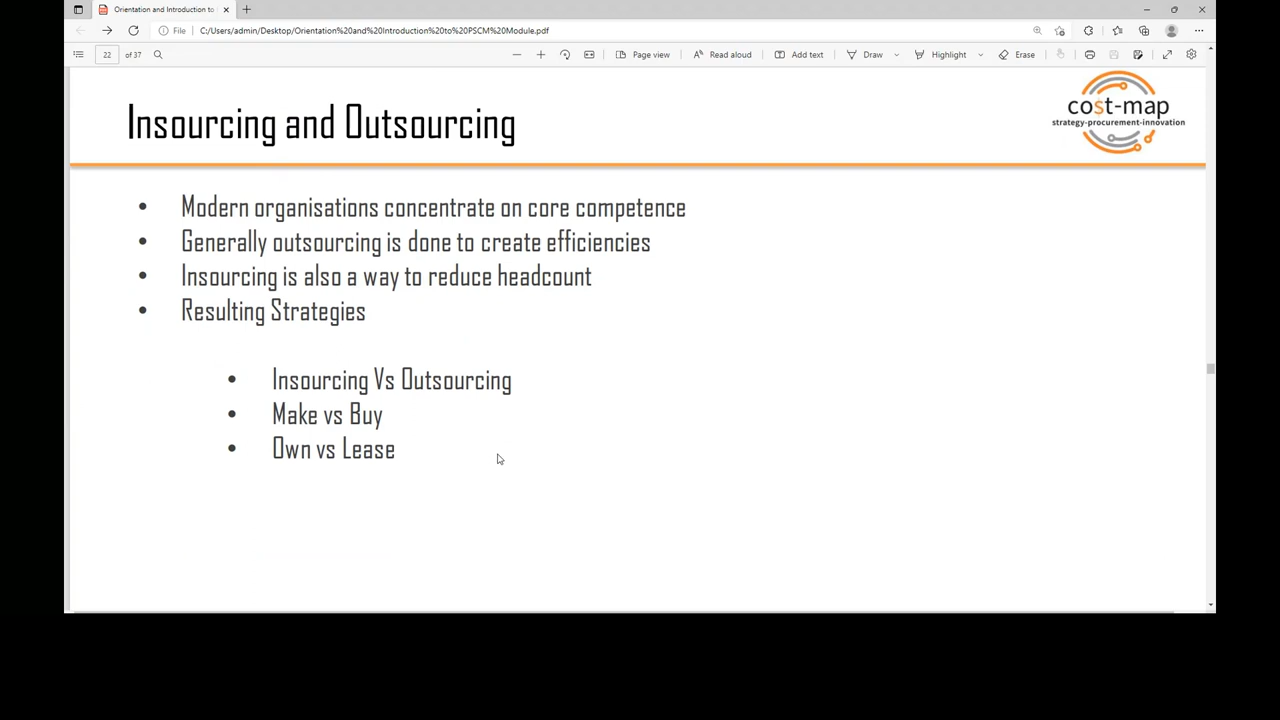 Orientation and Introduction to
File
C:/Users/admin/Desktop/Orientation%20and%20Introduction%20to%20PSCM%20Module.pdf
22 of 37
Page view
Read aloud
Add text
Draw
Highlight
Erase
Insourcing and Outsourcing
co$t-map
strategy-procurement-innovation
• Modern organisations concentrate on core competence
• Generally outsourcing is done to create efficiencies
• Insourcing is also a way to reduce headcount
• Resulting Strategies
• Insourcing Vs Outsourcing
• Make vs Buy
• Own vs Lease